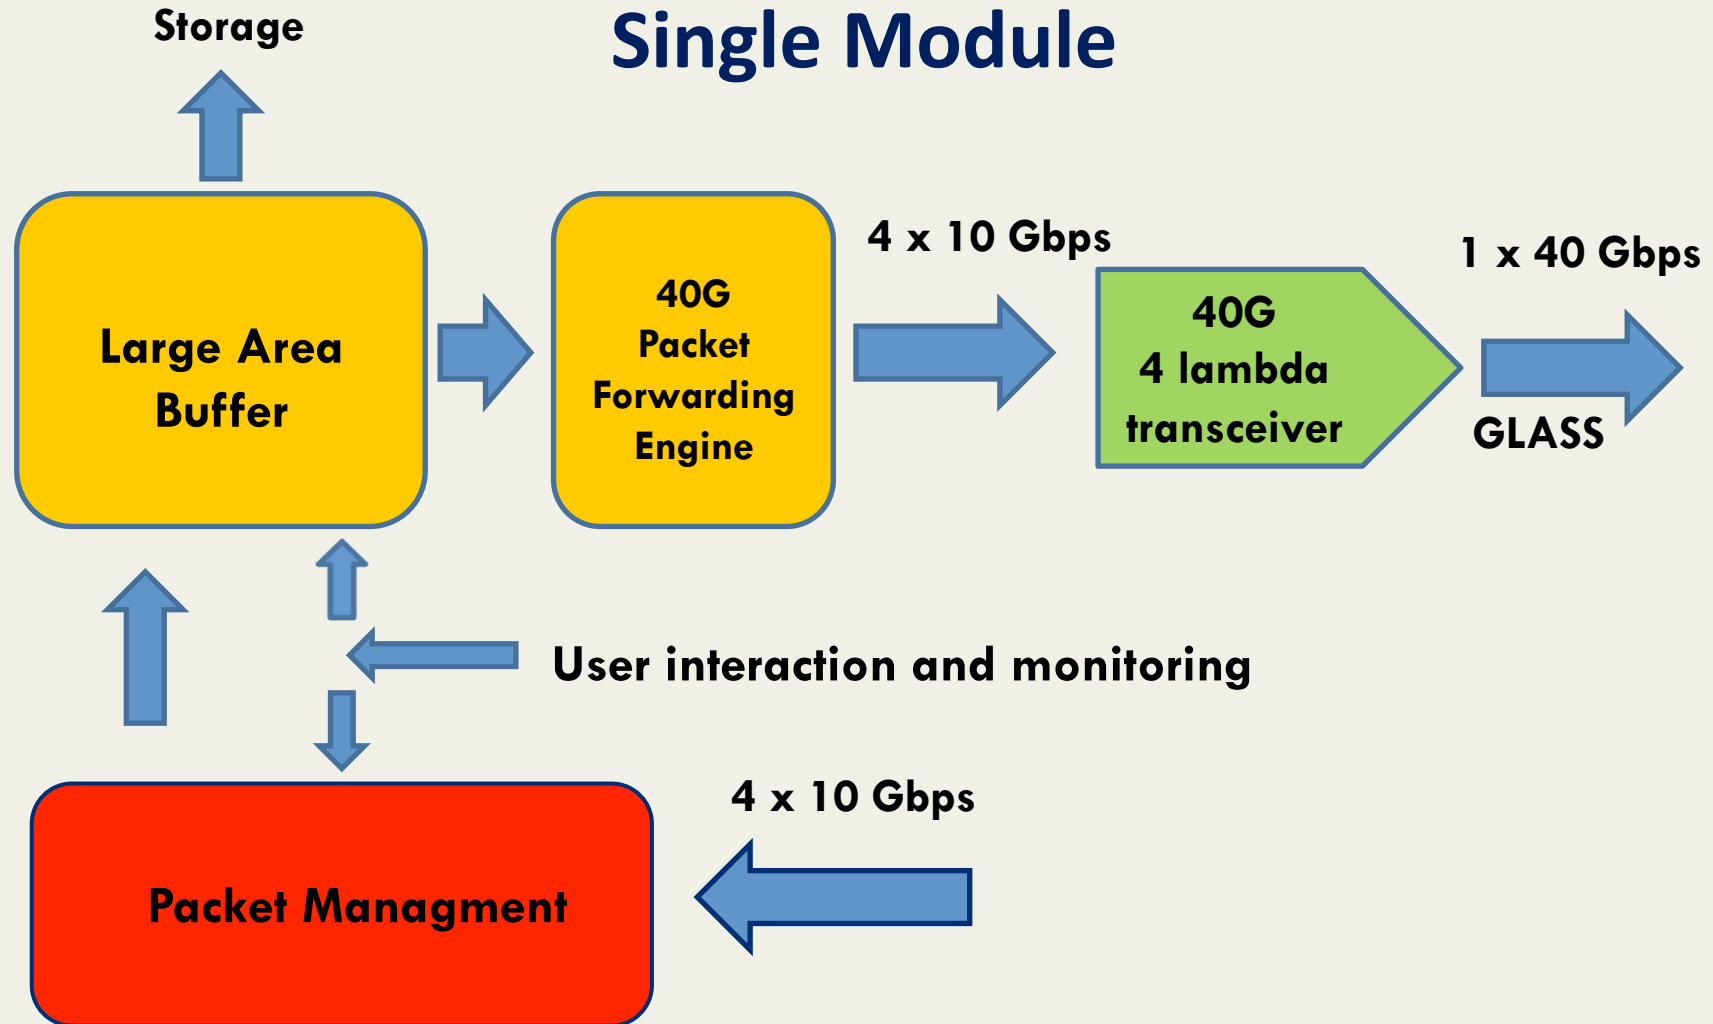 Storage
Single Module
Large Area
Buffer
40G
Packet
Forwarding
Engine
4 x 10 Gbps
40G
4 lambda
transceiver
1 x 40 Gbps
GLASS
User interaction and monitoring
4 x 10 Gbps
Packet Managment